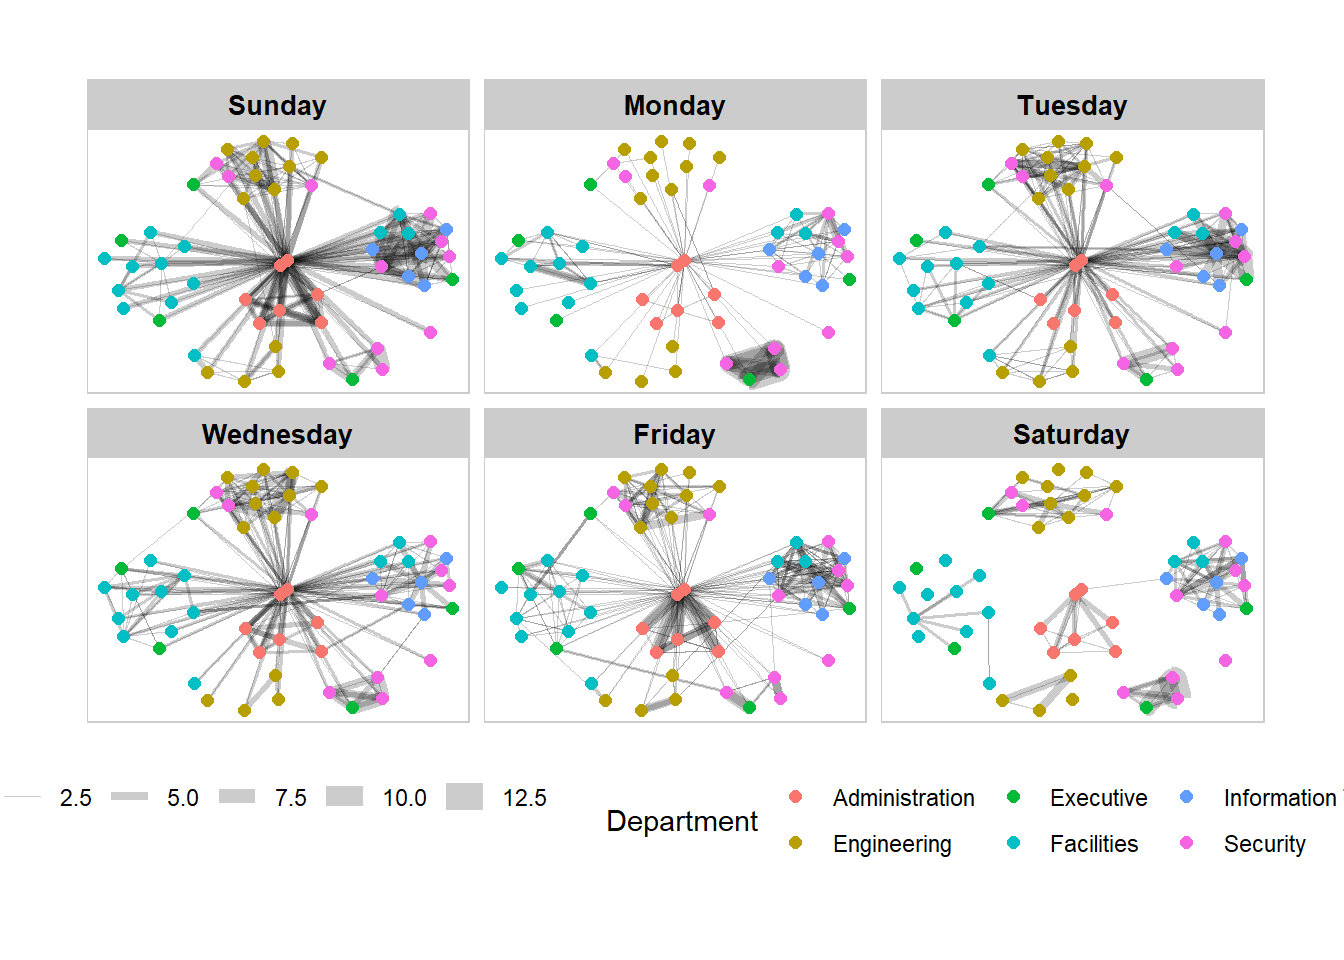 Sunday
Monday
Tuesday
Wednesday
Friday
Saturday
2.5
5.0
7.5
10.0
12.5
Department
Administration
Executive
Information
Engineering
Facilities
Security